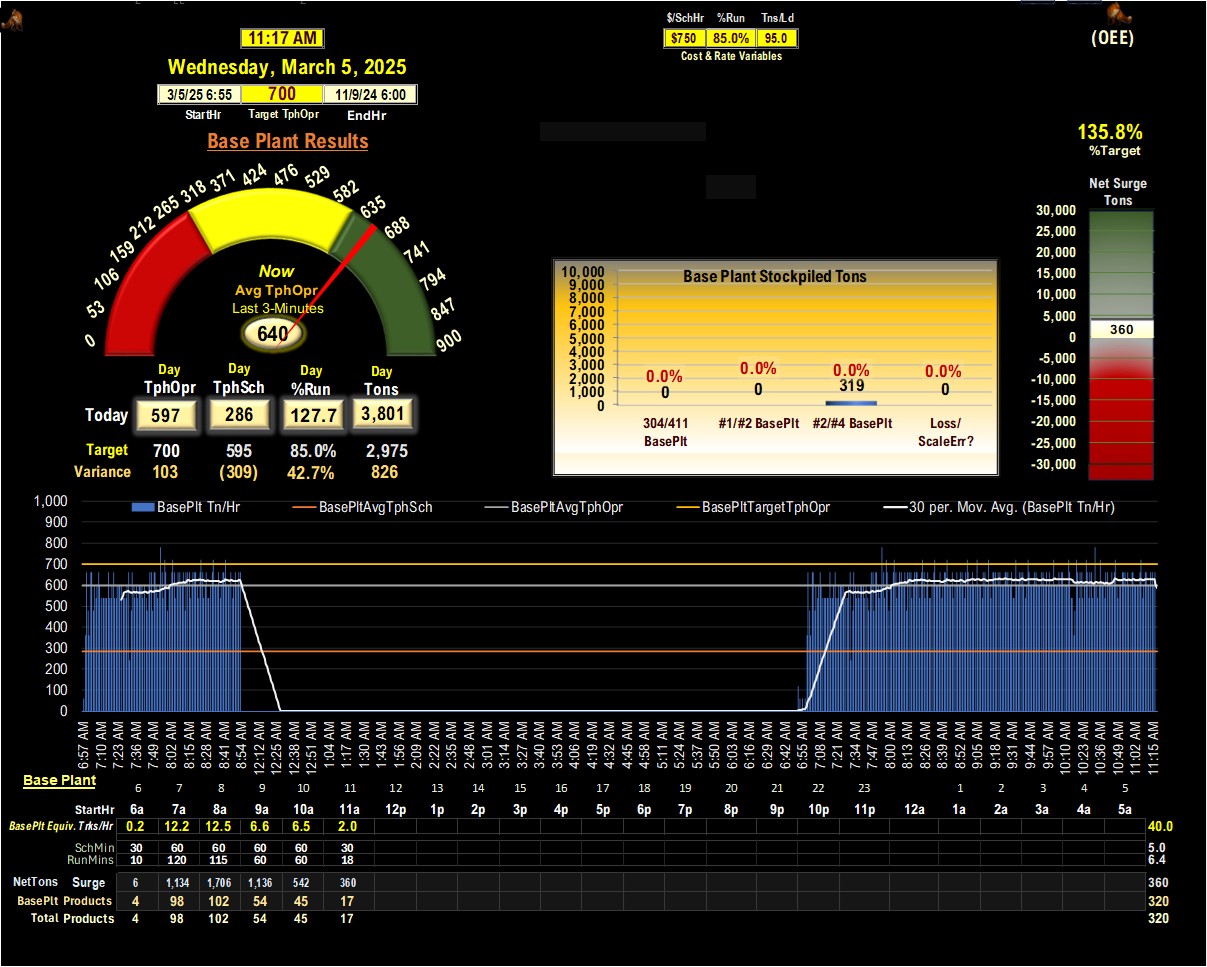 $/SchHr %Run Tns/Ld
11:17 AM
$750 85.0% 95.0
(OEE)
Cost & Rate Variables
Wednesday, March 5, 2025
3/5/25 6:55 700 11/9/24 6:00
StartHr Target TphOpr EndHr
Base Plant Results
135.8%
%Target
Net Surge
Tons
30,000
25,000
20,000
15,000
10,000
5,000
0
-5,000
-10,000
-15,000
-20,000
-25,000
-30,000
360
0 53 106 159 212 265 318 371 424 476 529 582 635 688 741 794 847 900
Now
Avg TphOpr
Last 3-Minutes
640
Base Plant Stockpiled Tons
10,000
9,000
8,000
7,000
6,000
5,000
4,000
3,000
2,000
1,000
0
0.0% 0.0% 0.0% 0.0%
0 0 319 0
304/411 BasePlt
#1/#2 BasePlt
#2/#4 BasePlt
Loss/ ScaleErr?
Day Day Day Day
TphOpr TphSch %Run Tons
Today 597 286 127.7 3,801
Target 700 595 85.0% 2,975
Variance 103 (309) 42.7% 826
BasePlt Tn/Hr BasePltAvgTphSch BasePltAvgTphOpr BasePltTargetTphOpr 30 per. Mov. Avg. (BasePlt Tn/Hr)
1,000
900
800
700
600
500
400
300
200
100
0
6:57 AM 7:10 AM 7:23 AM 7:36 AM 7:49 AM 8:02 AM 8:15 AM 8:28 AM 8:41 AM 8:54 AM 12:12 AM 12:25 AM 12:38 AM 12:51 AM 1:04 AM 1:17 AM 1:30 AM 1:43 AM 1:56 AM 2:09 AM 2:22 AM 2:35 AM 2:48 AM 3:01 AM 3:14 AM 3:27 AM 3:40 AM 3:53 AM 4:06 AM 4:19 AM 4:32 AM 4:45 AM 4:58 AM 5:11 AM 5:24 AM 5:37 AM 5:50 AM 6:03 AM 6:16 AM 6:29 AM 6:42 AM 6:55 AM 7:08 AM 7:21 AM 7:34 AM 7:47 AM 8:00 AM 8:13 AM 8:26 AM 8:39 AM 8:52 AM 9:05 AM 9:18 AM 9:31 AM 9:44 AM 9:57 AM 10:10 AM 10:23 AM 10:36 AM 10:49 AM 11:02 AM 11:15 AM
Base Plant
6 7 8 9 10 11 12 13 14 15 16 17 18 19 20 21 22 23 1 2 3 4 5
StartHr 6a 7a 8a 9a 10a 11a 12p 1p 2p 3p 4p 5p 6p 7p 8p 9p 10p 11p 12a 1a 2a 3a 4a 5a
BasePlt Equiv. Trks/Hr 0.2 12.2 12.5 6.6 6.5 2.0 40.0
SchMin 30 60 60 60 60 30 5.0
RunMins 10 120 115 60 60 18 6.4
NetTons Surge 6 1,134 1,706 1,136 542 360 360
BasePlt Products 4 98 102 54 45 17 320
Total Products 4 98 102 54 45 17 320